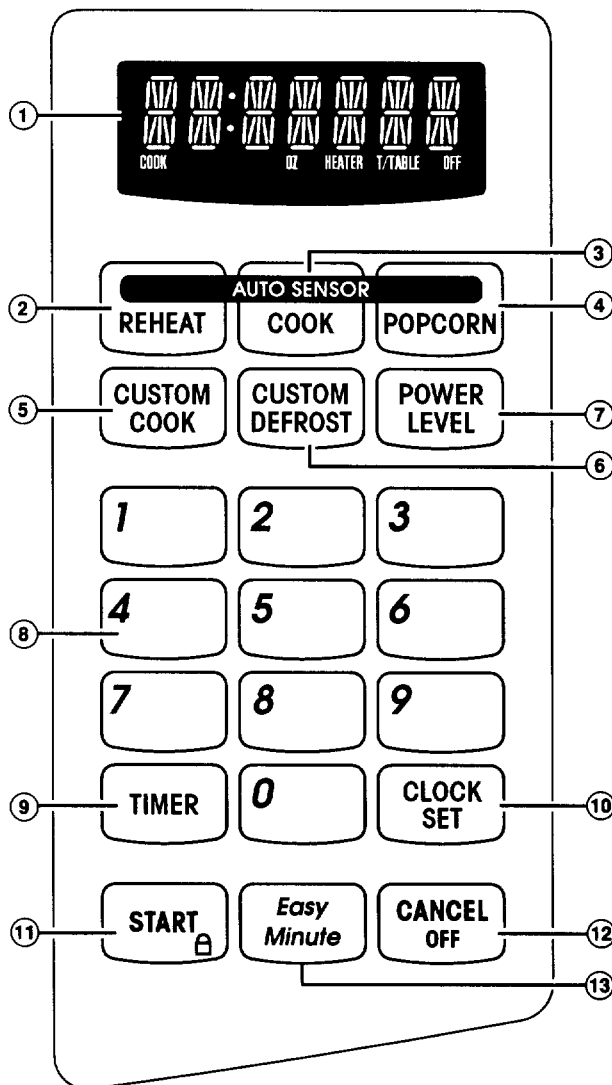 1
COOK OZ HEATER T/TABLE OFF
3
AUTO SENSOR
2
REHEAT
COOK
POPCORN
4
5
CUSTOM
COOK
CUSTOM
DEFROST
POWER
LEVEL
7
6
1
2
3
8
4
5
6
7
8
9
9
TIMER
0
CLOCK
SET
10
11
START
Easy
Minute
CANCEL
OFF
12
13